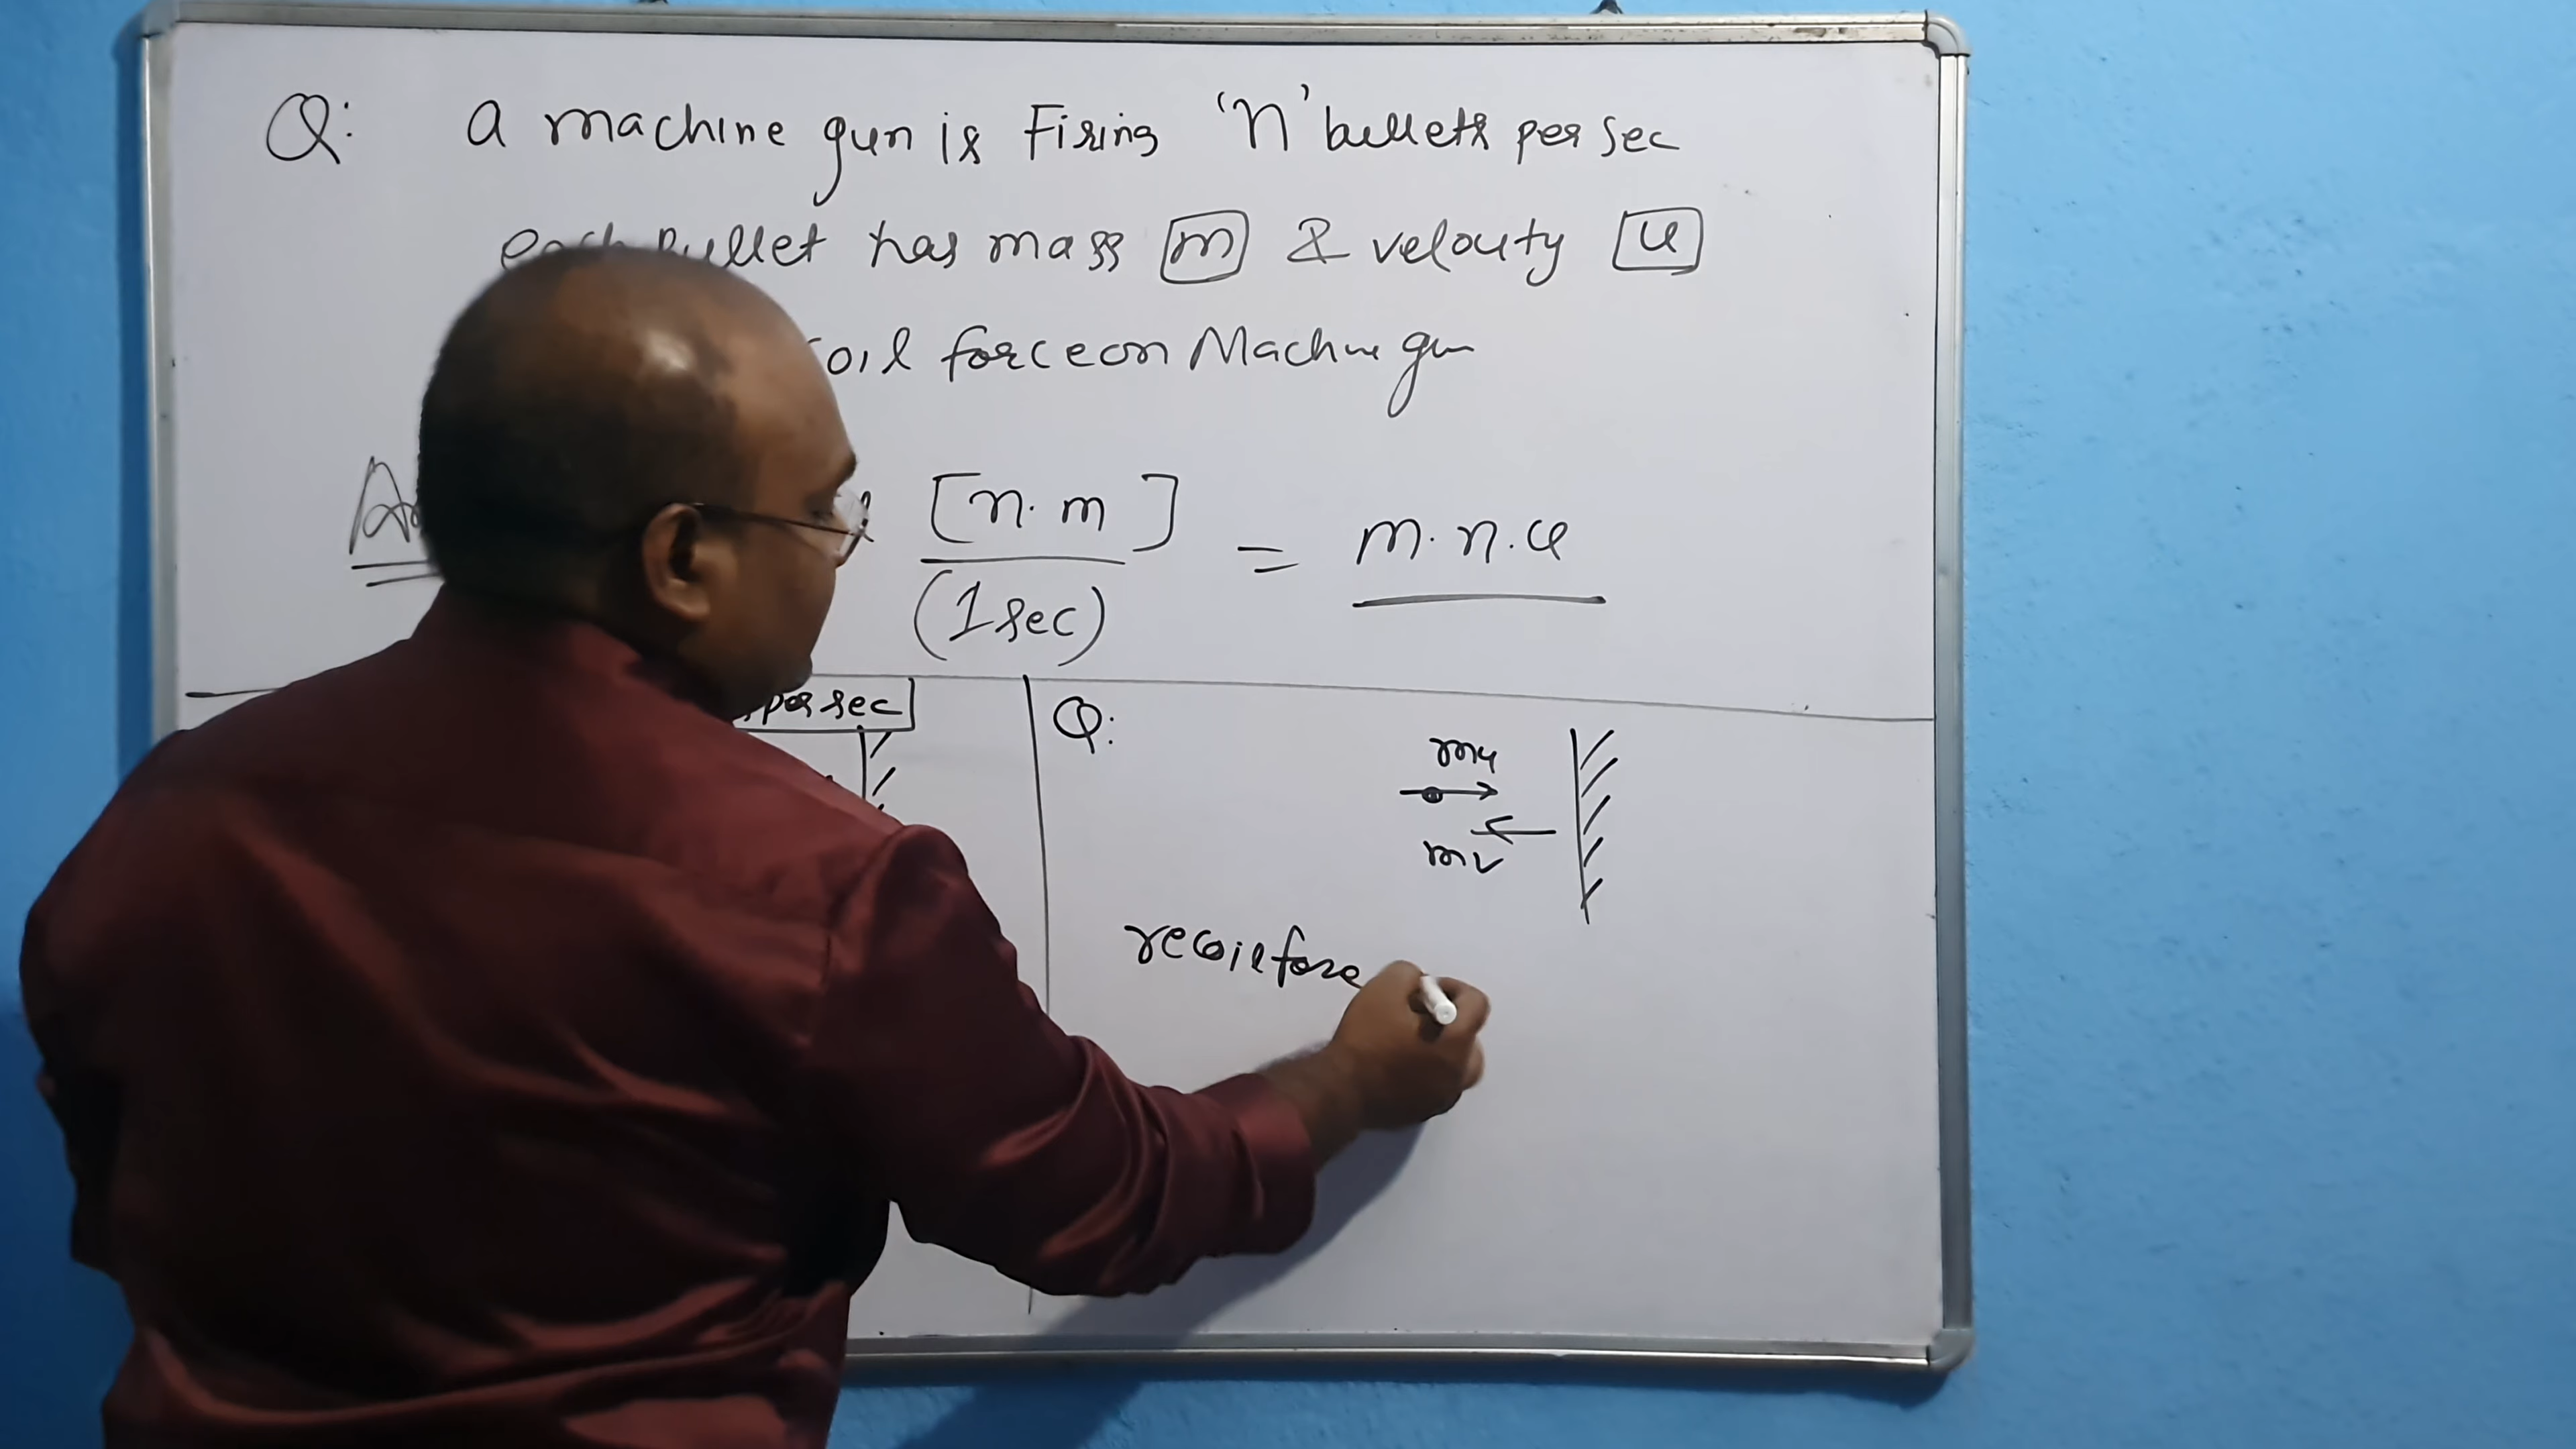 Q: a machine gun is Firing 'n' bullets per sec
bullet has mass m & velocity u
force on Machine gun
[n.m] / (1 sec) = m.n.u
per sec
Q:
mu
mv
recoil force